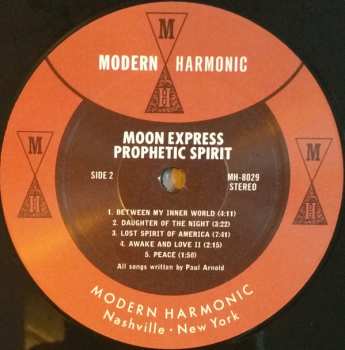 M
H
MODERN HARMONIC
MOON EXPRESS
PROPHETIC SPIRIT
M
H
M
H
SIDE 2
MH-8029
STEREO
1. BETWEEN MY INNER WORLD (4:11)
2. DAUGHTER OF THE NIGHT (3:22)
3. LOST SPIRIT OF AMERICA (7:41)
4. AWAKE AND LOVE II (2:15)
5. PEACE (1:50)
All songs written by Paul Arnold
MODERN HARMONIC
Nashville · New York